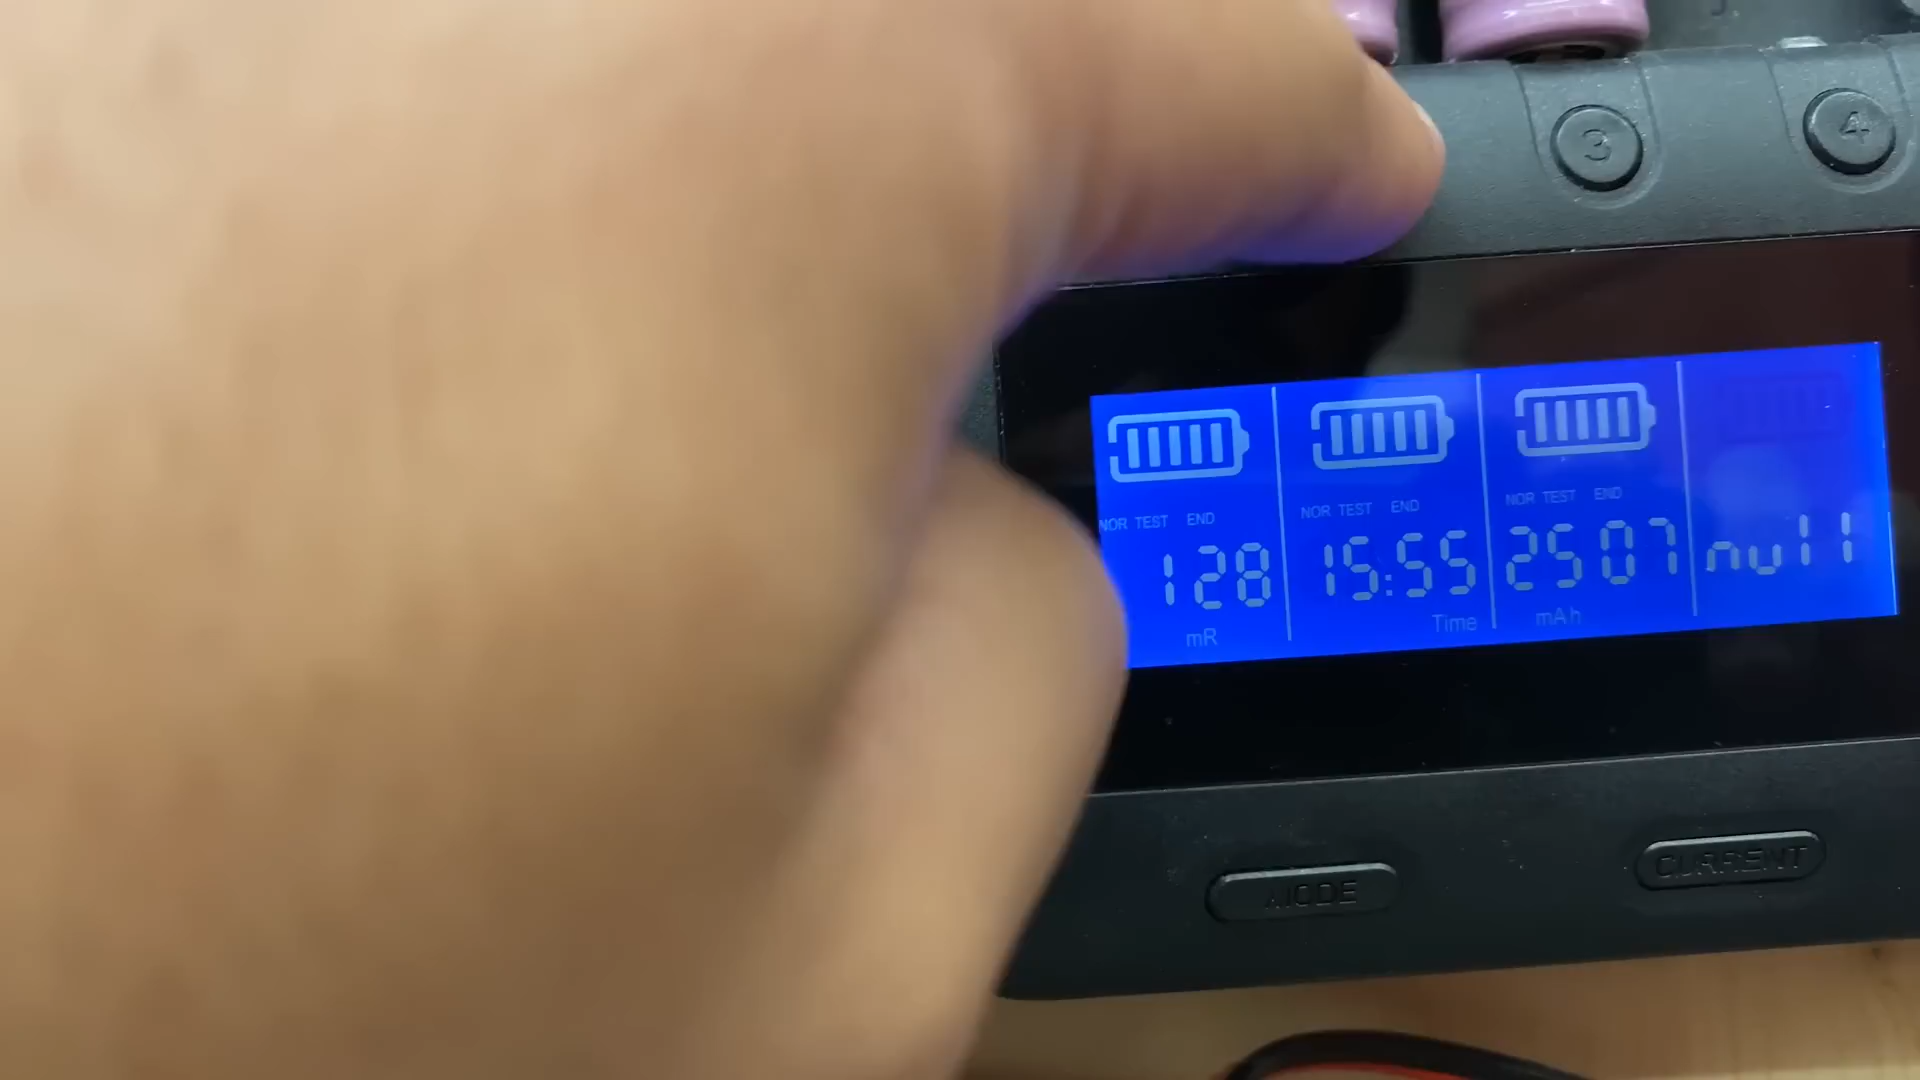 3
4
NOR TEST END
128
mR
NOR TEST END
15:55
Time
NOR TEST END
2507
mAh
null
MODE
CURRENT